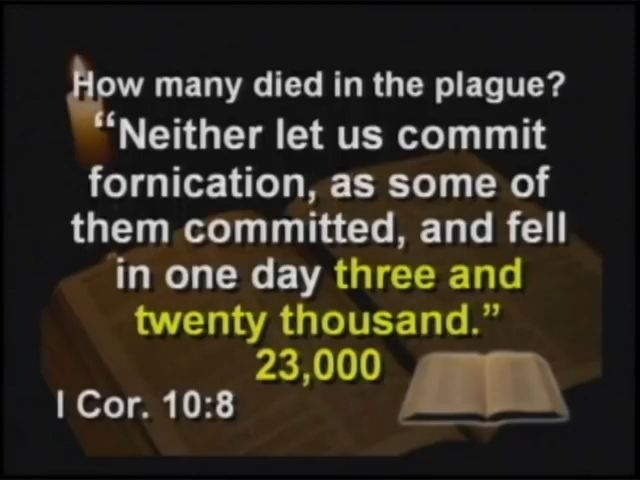 How many died in the plague?
“Neither let us commit
fornication, as some of
them committed, and fell
in one day three and
twenty thousand.”
23,000
I Cor. 10:8